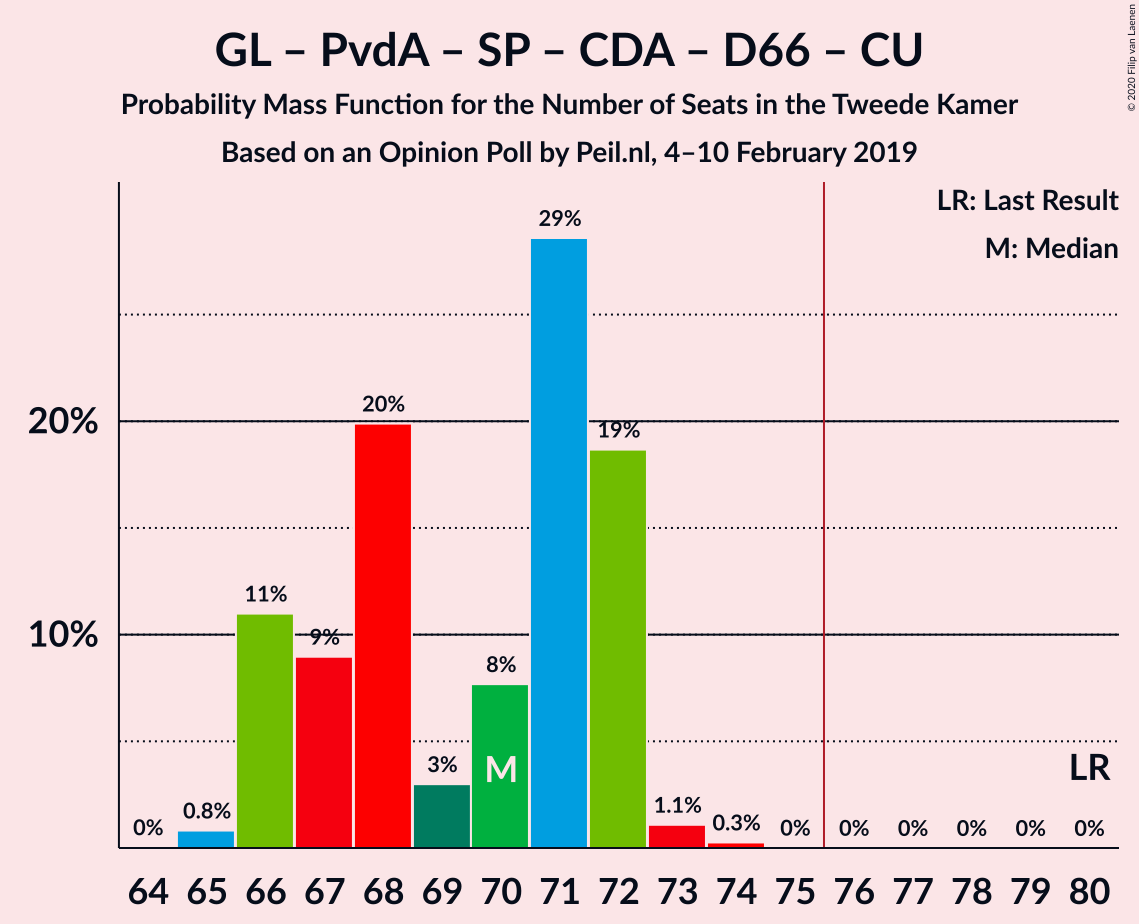 GL – PvdA – SP – CDA – D66 – CU
Probability Mass Function for the Number of Seats in the Tweede Kamer
Based on an Opinion Poll by Peil.nl, 4–10 February 2019
© 2020 Filip van Laenen
LR: Last Result
M: Median
20%
10%
0%
0.8%
11%
9%
20%
3%
8%
29%
19%
1.1%
0.3%
0%
0%
0%
0%
0%
0%
M
LR
64 65 66 67 68 69 70 71 72 73 74 75 76 77 78 79 80